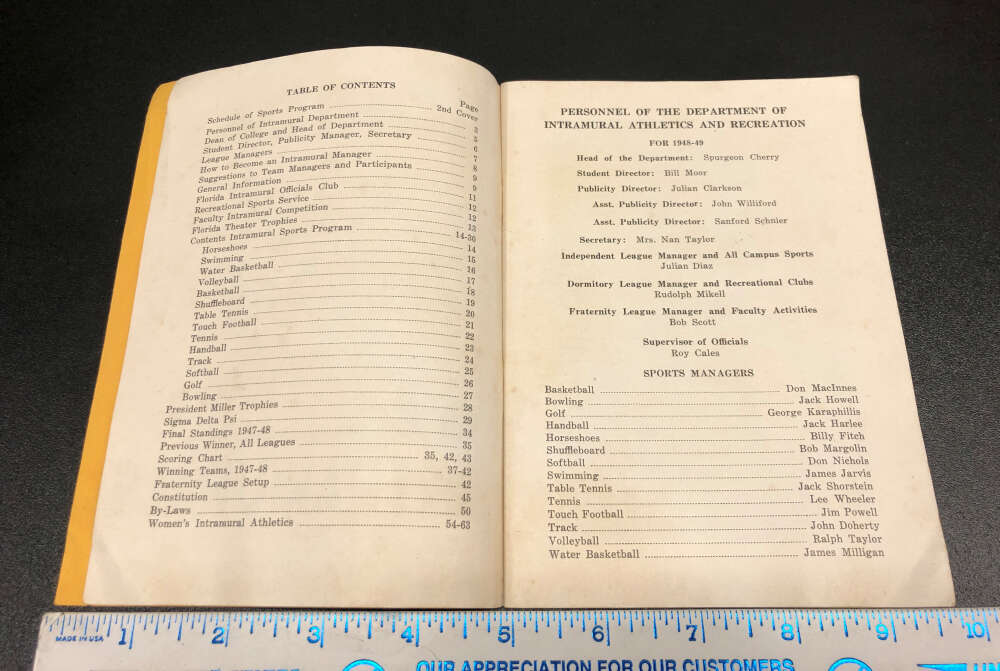 TABLE OF CONTENTS
Page
Schedule of Sports Program 2nd Cover
Personnel of Intramural Department 3
Dean of College and Head of Department 5
Student Director, Publicity Manager, Secretary 6
League Managers 7
How to Become an Intramural Manager 8
Suggestions to Team Managers and Participants 9
General Information 9
Florida Intramural Officials Club 11
Recreational Sports Service 12
Faculty Intramural Competition 12
Florida Theater Trophies 13
Contents Intramural Sports Program 14-30
Horseshoes 14
Swimming 15
Water Basketball 16
Volleyball 17
Basketball 18
Shuffleboard 19
Table Tennis 20
Touch Football 21
Tennis 22
Handball 23
Track 24
Softball 25
Golf 26
Bowling 27
President Miller Trophies 28
Sigma Delta Psi 29
Final Standings 1947-48 34
Previous Winner, All Leagues 35
Scoring Chart 35, 42, 43
Winning Teams, 1947-48 37-42
Fraternity League Setup 42
Constitution 45
By-Laws 50
Women's Intramural Athletics 54-63
PERSONNEL OF THE DEPARTMENT OF
INTRAMURAL ATHLETICS AND RECREATION
FOR 1948-49
Head of the Department: Spurgeon Cherry
Student Director: Bill Moor
Publicity Director: Julian Clarkson
Asst. Publicity Director: John Williford
Asst. Publicity Director: Sanford Schnier
Secretary: Mrs. Nan Taylor
Independent League Manager and All Campus Sports
Julian Diaz
Dormitory League Manager and Recreational Clubs
Rudolph Mikell
Fraternity League Manager and Faculty Activities
Bob Scott
Supervisor of Officials
Roy Cales
SPORTS MANAGERS
Basketball Don MacInnes
Bowling Jack Howell
Golf George Karaphillis
Handball Jack Harlee
Horseshoes Billy Fitch
Shuffleboard Bob Margolin
Softball Don Nichols
Swimming James Jarvis
Table Tennis Jack Shorstein
Tennis Lee Wheeler
Touch Football Jim Powell
Track John Doherty
Volleyball Ralph Taylor
Water Basketball James Milligan
MADE IN USA 1 2 3 4 5 6 7 8 9 10
OUR APPRECIATION FOR OUR CUSTOMERS